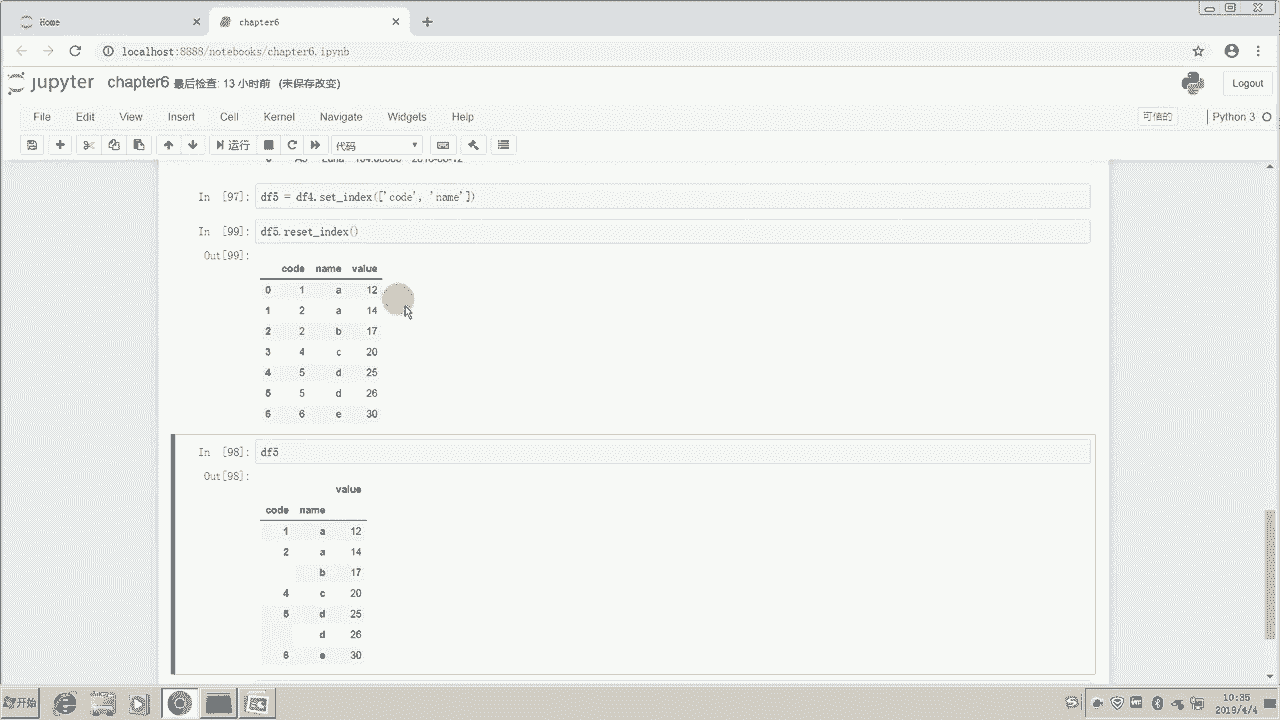 Home
chapter6
localhost:8888/notebooks/chapter6.ipynb
jupyter chapter6 最后检查: 13 小时前 (未保存改变)
Logout
File Edit View Insert Cell Kernel Navigate Widgets Help
可信的
Python 3
运行
代码
In [97]: df5 = df4.set_index(['code', 'name'])
In [99]: df5.reset_index()
Out[99]:
code name value
0 1 a 12
1 2 a 14
2 2 b 17
3 4 c 20
4 5 d 25
5 5 d 26
6 6 e 30
In [98]: df5
Out[98]:
value
code name
1 a 12
2 a 14
b 17
4 c 20
5 d 25
d 26
6 e 30
开始
10:35
2019/4/4